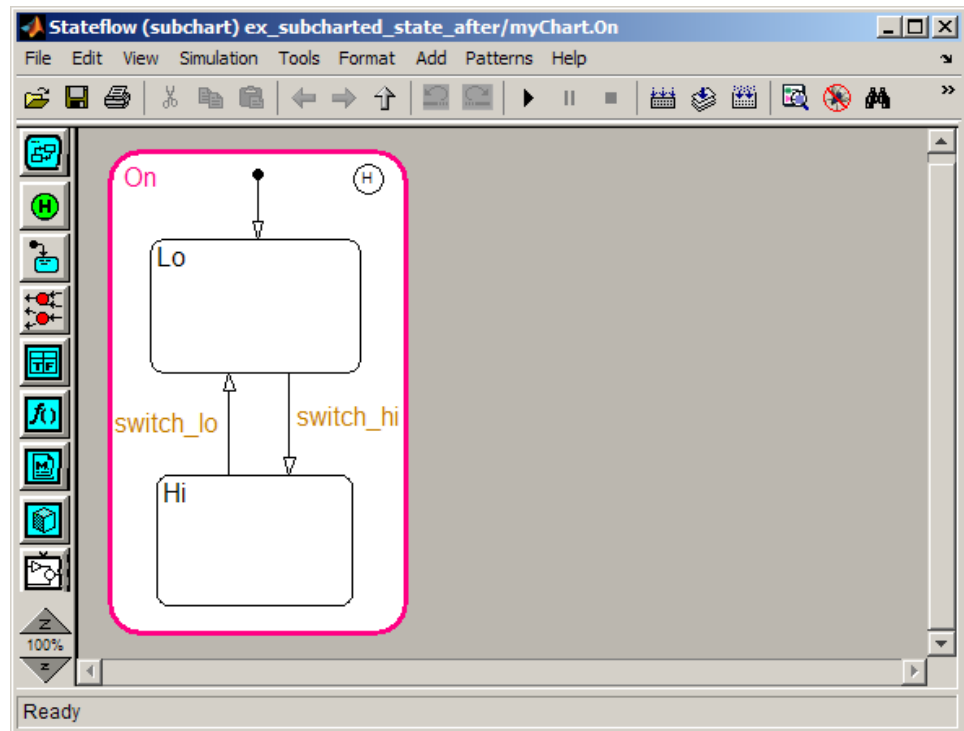 Stateflow (subchart) ex_subcharted_state_after/myChart.On
File Edit View Simulation Tools Format Add Patterns Help
On
H
H
Lo
TF
f()
switch_lo
switch_hi
M
Hi
Z
100%
z
Ready